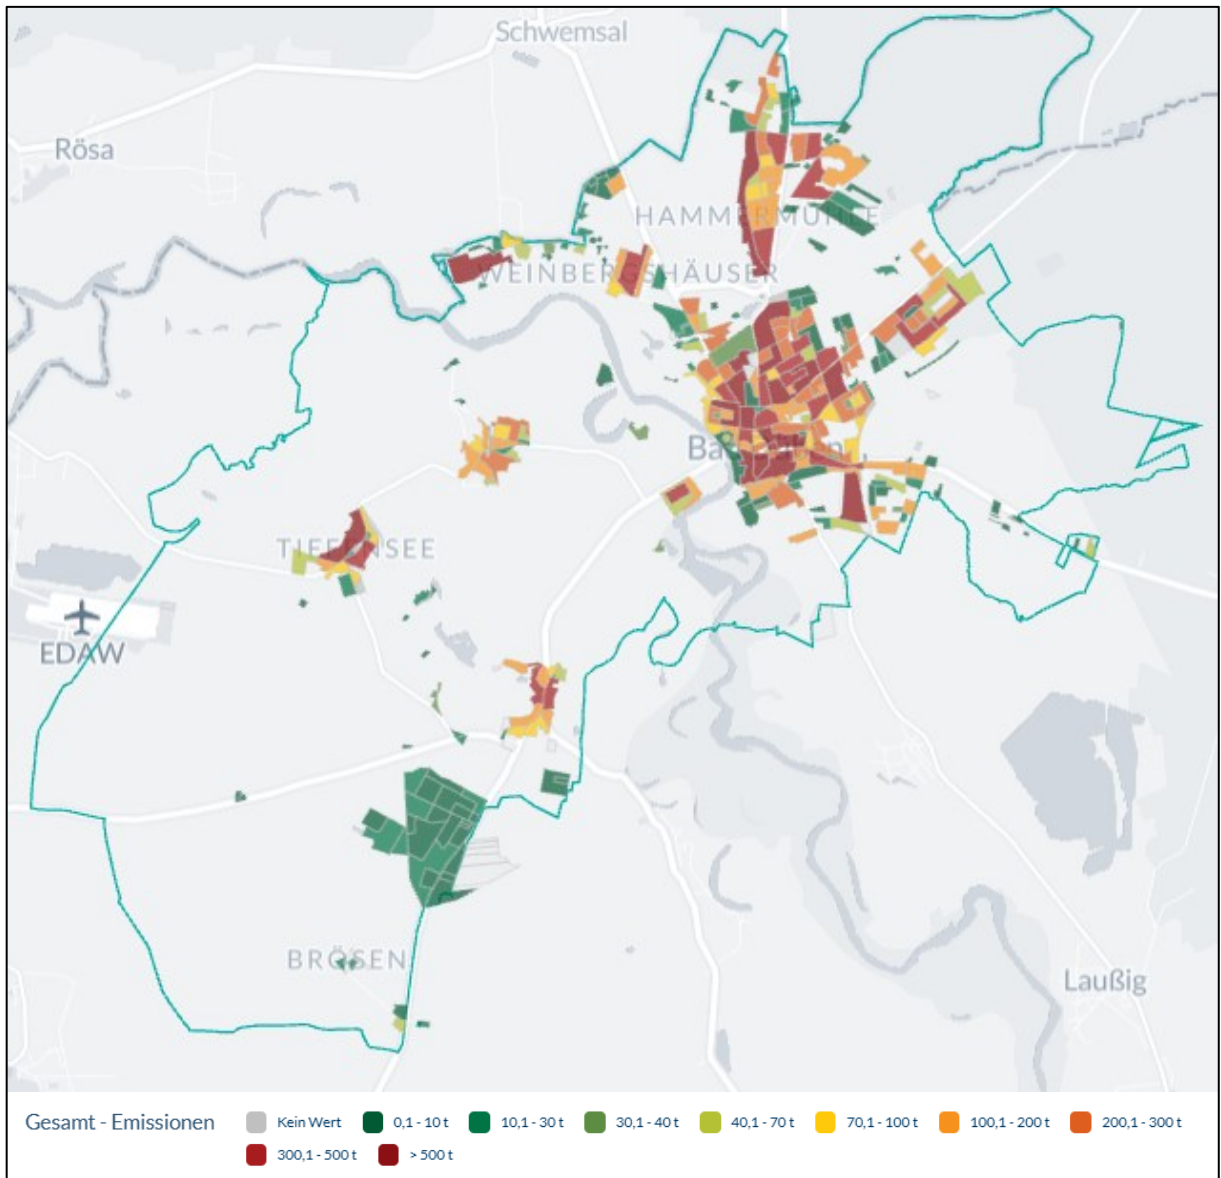 Schwemsal
Rösa
HAMMERMÜHLE
WEINBERGSHÄUSER
TIEFENSEE
EDAW
BRÖSEN
Laußig
Gesamt - Emissionen
Kein Wert
0,1 - 10 t
10,1 - 30 t
30,1 - 40 t
40,1 - 70 t
70,1 - 100 t
100,1 - 200 t
200,1 - 300 t
300,1 - 500 t
> 500 t